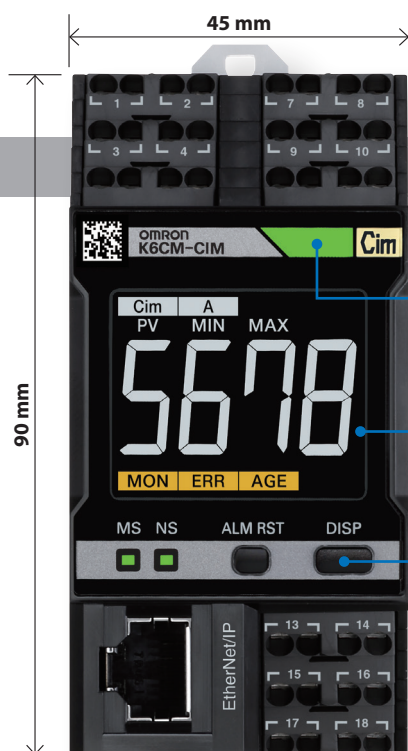 45 mm
90 mm
1 2 7 8
3 4 9 10
OMRON
K6CM-CIM
Cim
Cim A
PV MIN MAX
5678
MON ERR AGE
MS NS ALM RST DISP
EtherNet/IP
13 14
15 16
17 18